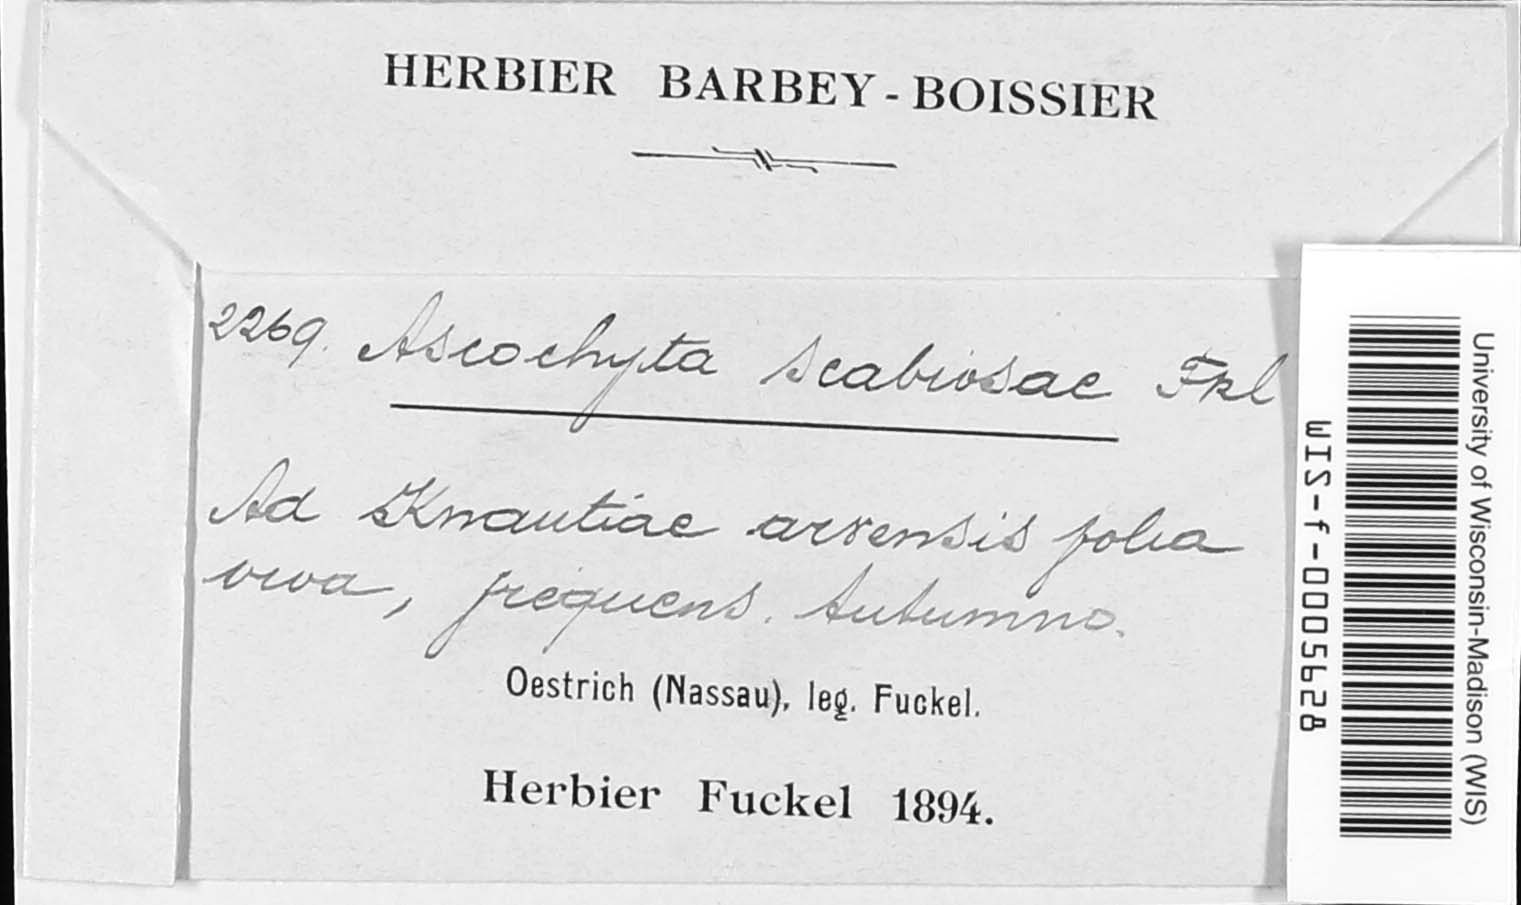 HERBIER BARBEY-BOISSIER
2269. Ascochyta scabiosae Fkl
Ad Knautiae arvensis folia
viva, frequens. Autumno.
Oestrich (Nassau), leg. Fuckel.
Herbier Fuckel 1894.
University of Wisconsin-Madison (WIS)
WIS-f-0005628